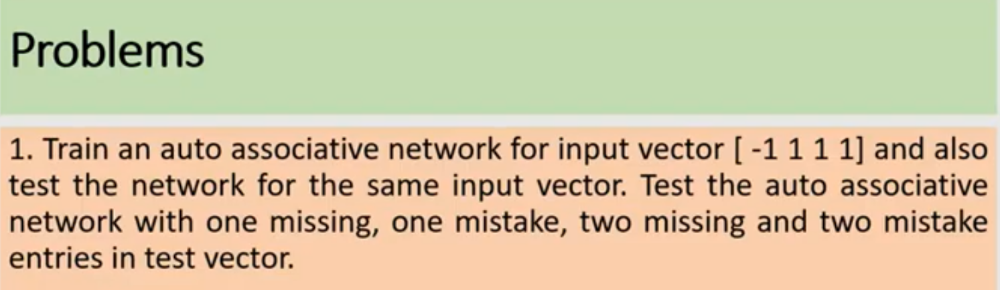 Problems
1. Train an auto associative network for input vector [ -1 1 1 1] and also
test the network for the same input vector. Test the auto associative
network with one missing, one mistake, two missing and two mistake
entries in test vector.